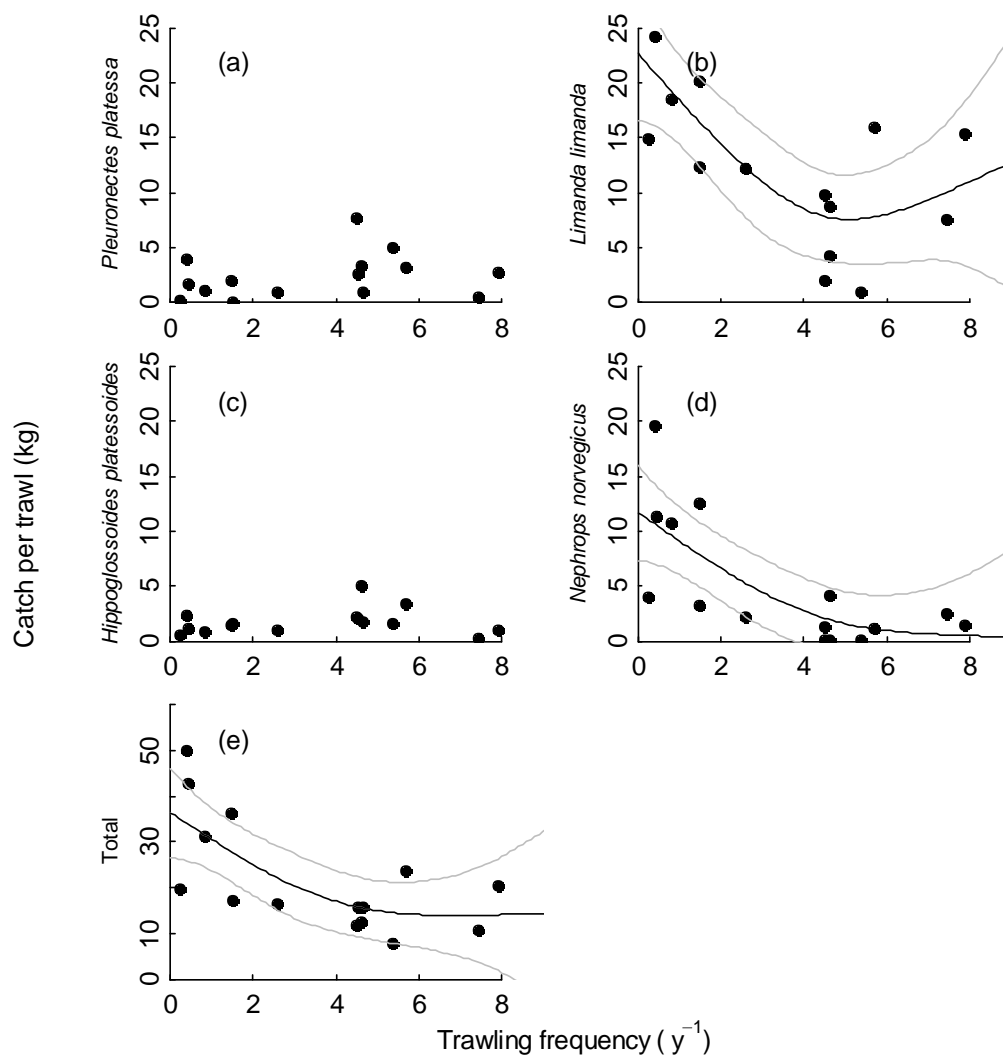 Catch per trawl (kg)
Pleuronectes platessa
(a)
25
20
15
10
5
0
0 2 4 6 8
Limanda limanda
(b)
25
20
15
10
5
0
0 2 4 6 8
Hippoglossoides platessoides
(c)
25
20
15
10
5
0
0 2 4 6 8
Nephrops norvegicus
(d)
25
20
15
10
5
0
0 2 4 6 8
Total
(e)
50
30
10
0
0 2 4 6 8
Trawling frequency ( y⁻¹)